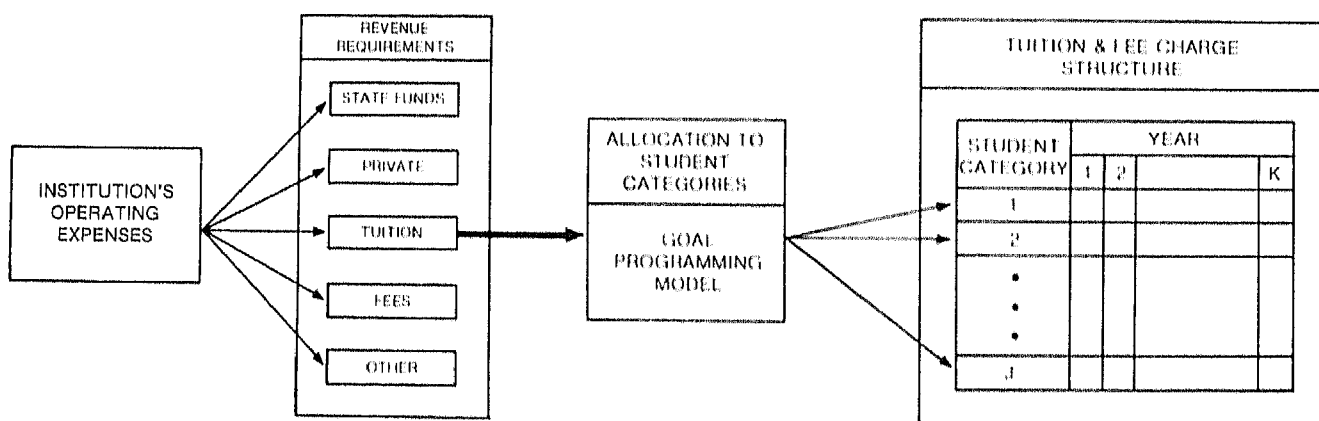 INSTITUTION'S
OPERATING
EXPENSES
REVENUE
REQUIREMENTS
STATE FUNDS
PRIVATE
TUITION
FEES
OTHER
ALLOCATION TO
STUDENT
CATEGORIES
GOAL
PROGRAMMING
MODEL
TUITION & FEE CHARGE
STRUCTURE
STUDENT
CATEGORY
YEAR
1 2 K
1
2
J